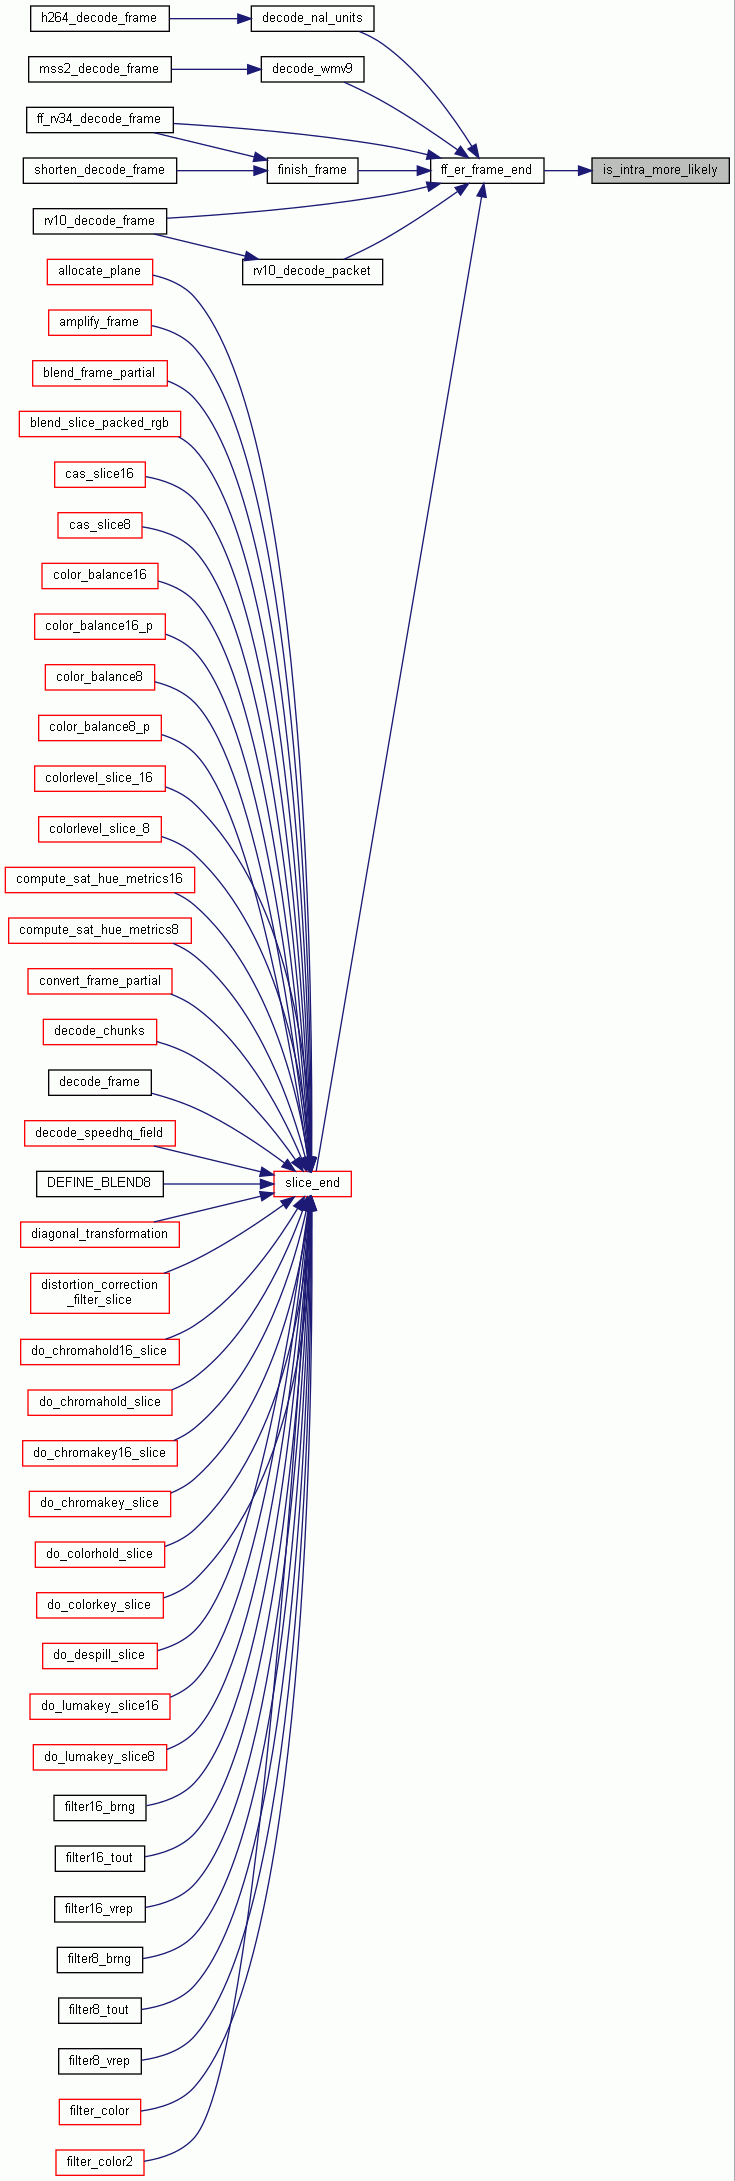 h264_decode_frame
decode_nal_units
mss2_decode_frame
decode_wmv9
ff_rv34_decode_frame
shorten_decode_frame
finish_frame
ff_er_frame_end
is_intra_more_likely
rv10_decode_frame
rv10_decode_packet
allocate_plane
amplify_frame
blend_frame_partial
blend_slice_packed_rgb
cas_slice16
cas_slice8
color_balance16
color_balance16_p
color_balance8
color_balance8_p
colorlevel_slice_16
colorlevel_slice_8
compute_sat_hue_metrics16
compute_sat_hue_metrics8
convert_frame_partial
decode_chunks
decode_frame
decode_speedhq_field
DEFINE_BLEND8
slice_end
diagonal_transformation
distortion_correction
_filter_slice
do_chromahold16_slice
do_chromahold_slice
do_chromakey16_slice
do_chromakey_slice
do_colorhold_slice
do_colorkey_slice
do_despill_slice
do_lumakey_slice16
do_lumakey_slice8
filter16_brng
filter16_tout
filter16_vrep
filter8_brng
filter8_tout
filter8_vrep
filter_color
filter_color2